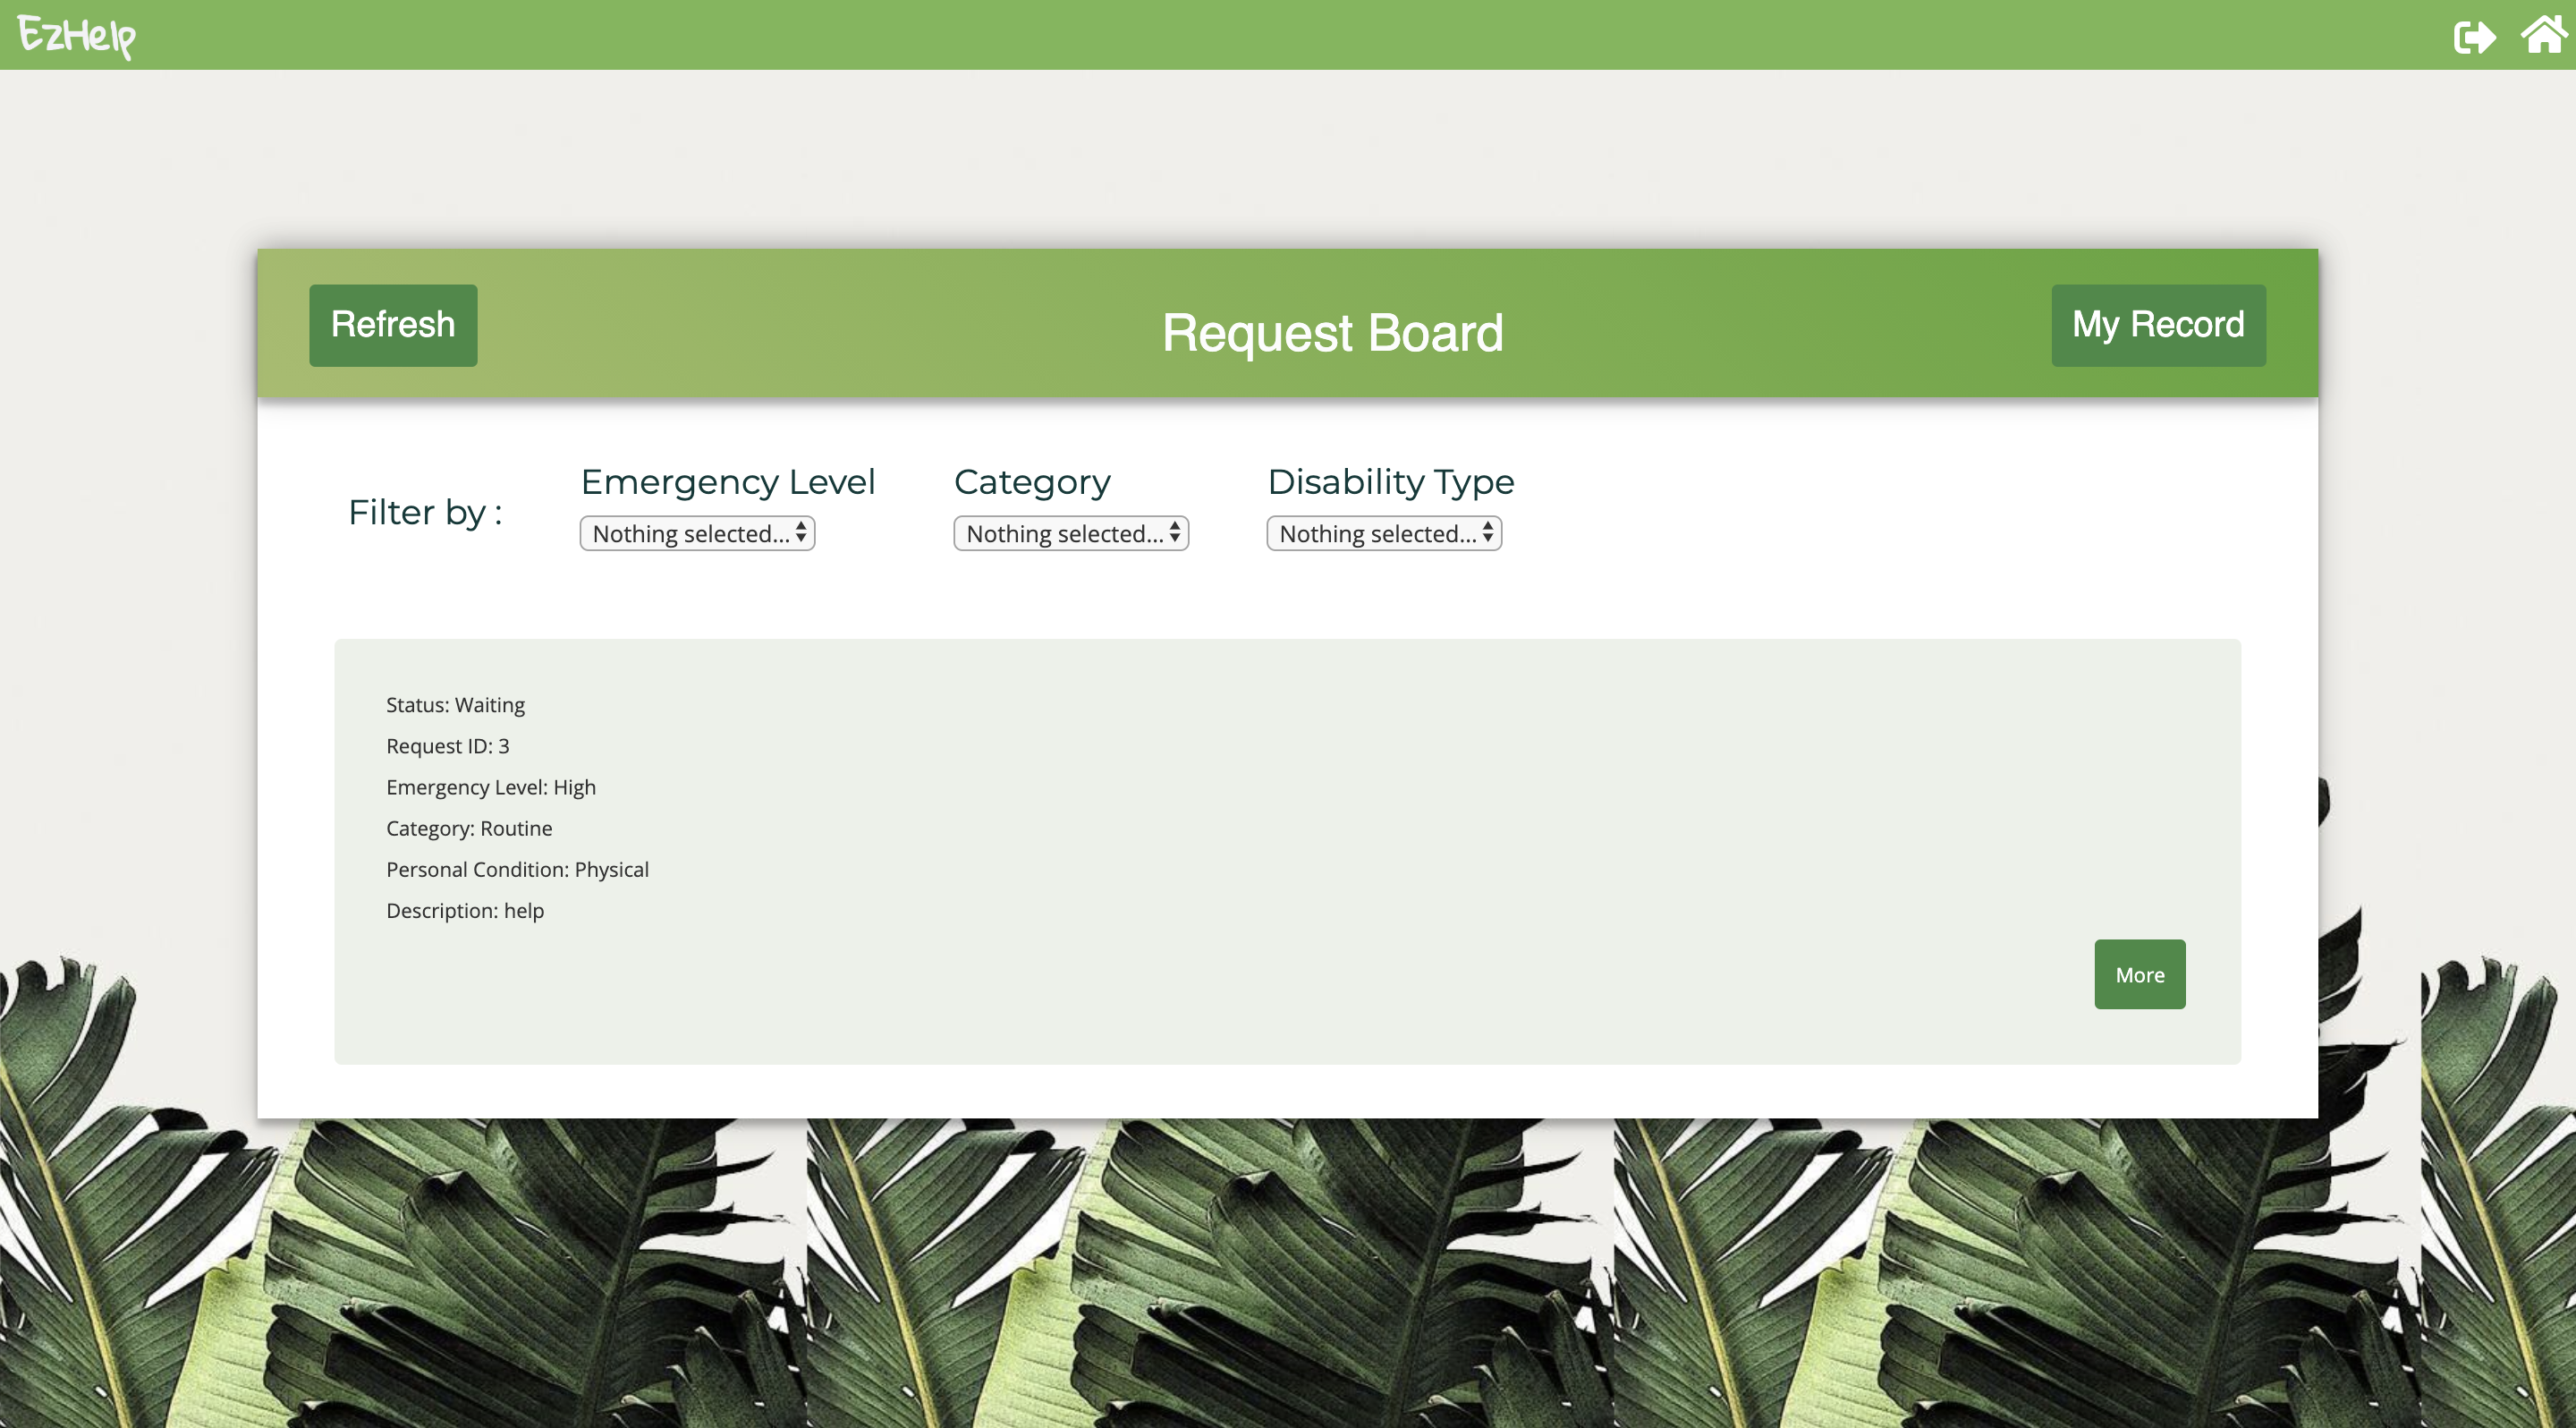 EzHelp
Refresh
Request Board
My Record
Filter by :
Emergency Level
Category
Disability Type
Nothing selected...
Nothing selected...
Nothing selected...
Status: Waiting
Request ID: 3
Emergency Level: High
Category: Routine
Personal Condition: Physical
Description: help
More